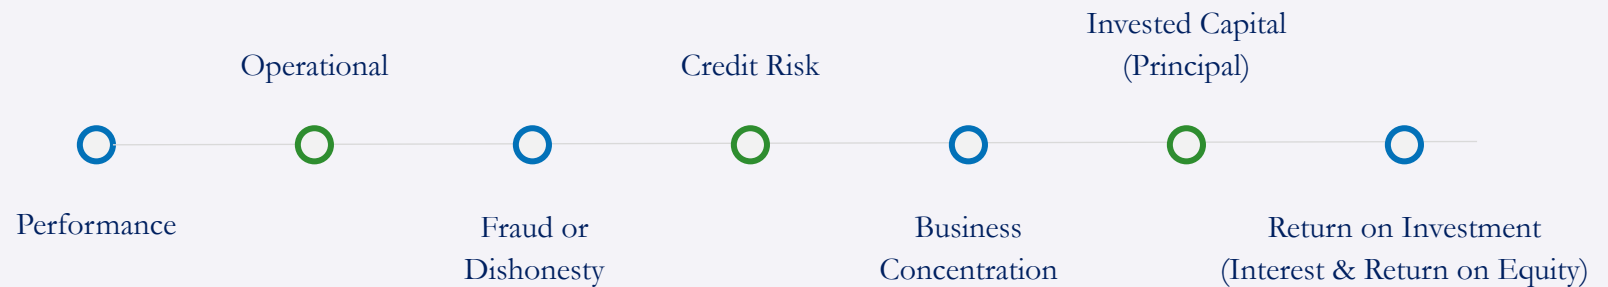 Performance
Operational
Fraud or
Dishonesty
Credit Risk
Business
Concentration
Invested Capital
(Principal)
Return on Investment
(Interest & Return on Equity)